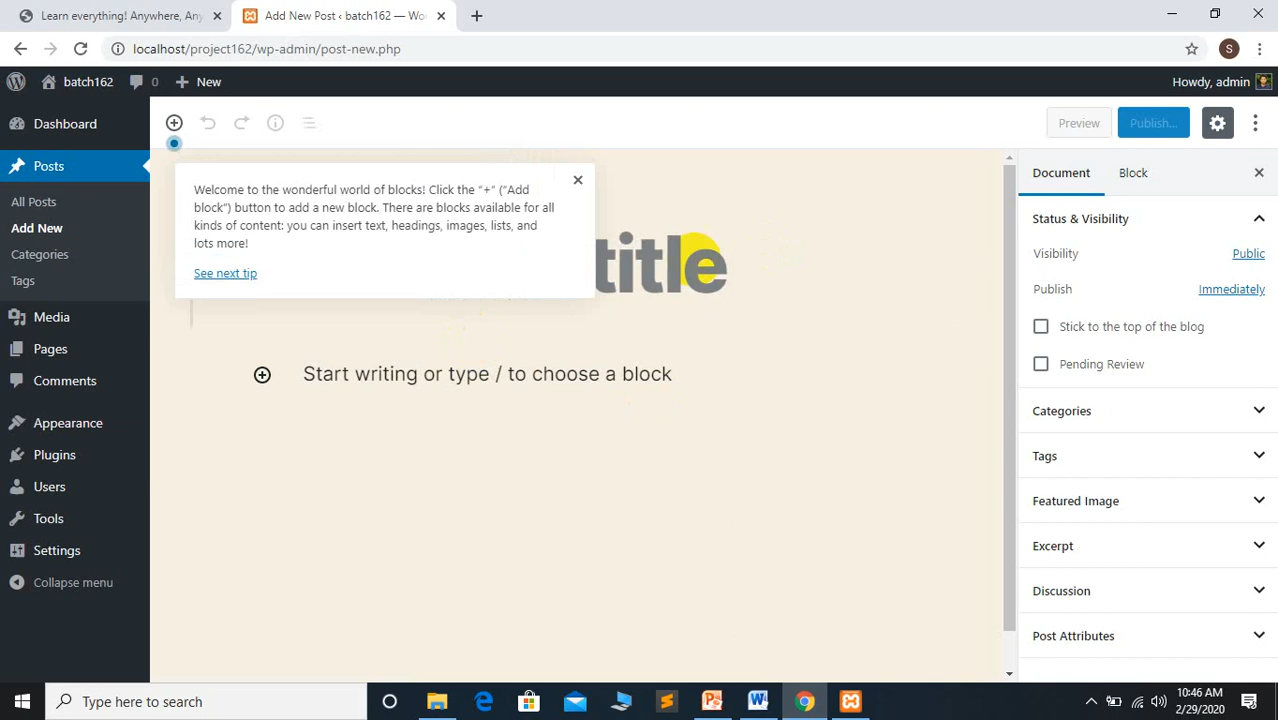 Learn everything! Anywhere, Any
Add New Post ‹ batch162 — Wo
localhost/project162/wp-admin/post-new.php
S
batch162
0
New
Howdy, admin
Dashboard
Preview
Publish...
Posts
All Posts
Add New
Categories
Tags
Media
Pages
Comments
Appearance
Plugins
Users
Tools
Settings
Collapse menu
Welcome to the wonderful world of blocks! Click the “+” (“Add
block”) button to add a new block. There are blocks available for all
kinds of content: you can insert text, headings, images, lists, and
lots more!
See next tip
title
Start writing or type / to choose a block
Document
Block
Status & Visibility
Visibility
Public
Publish
Immediately
Stick to the top of the blog
Pending Review
Categories
Tags
Featured Image
Excerpt
Discussion
Post Attributes
Type here to search
10:46 AM
2/29/2020